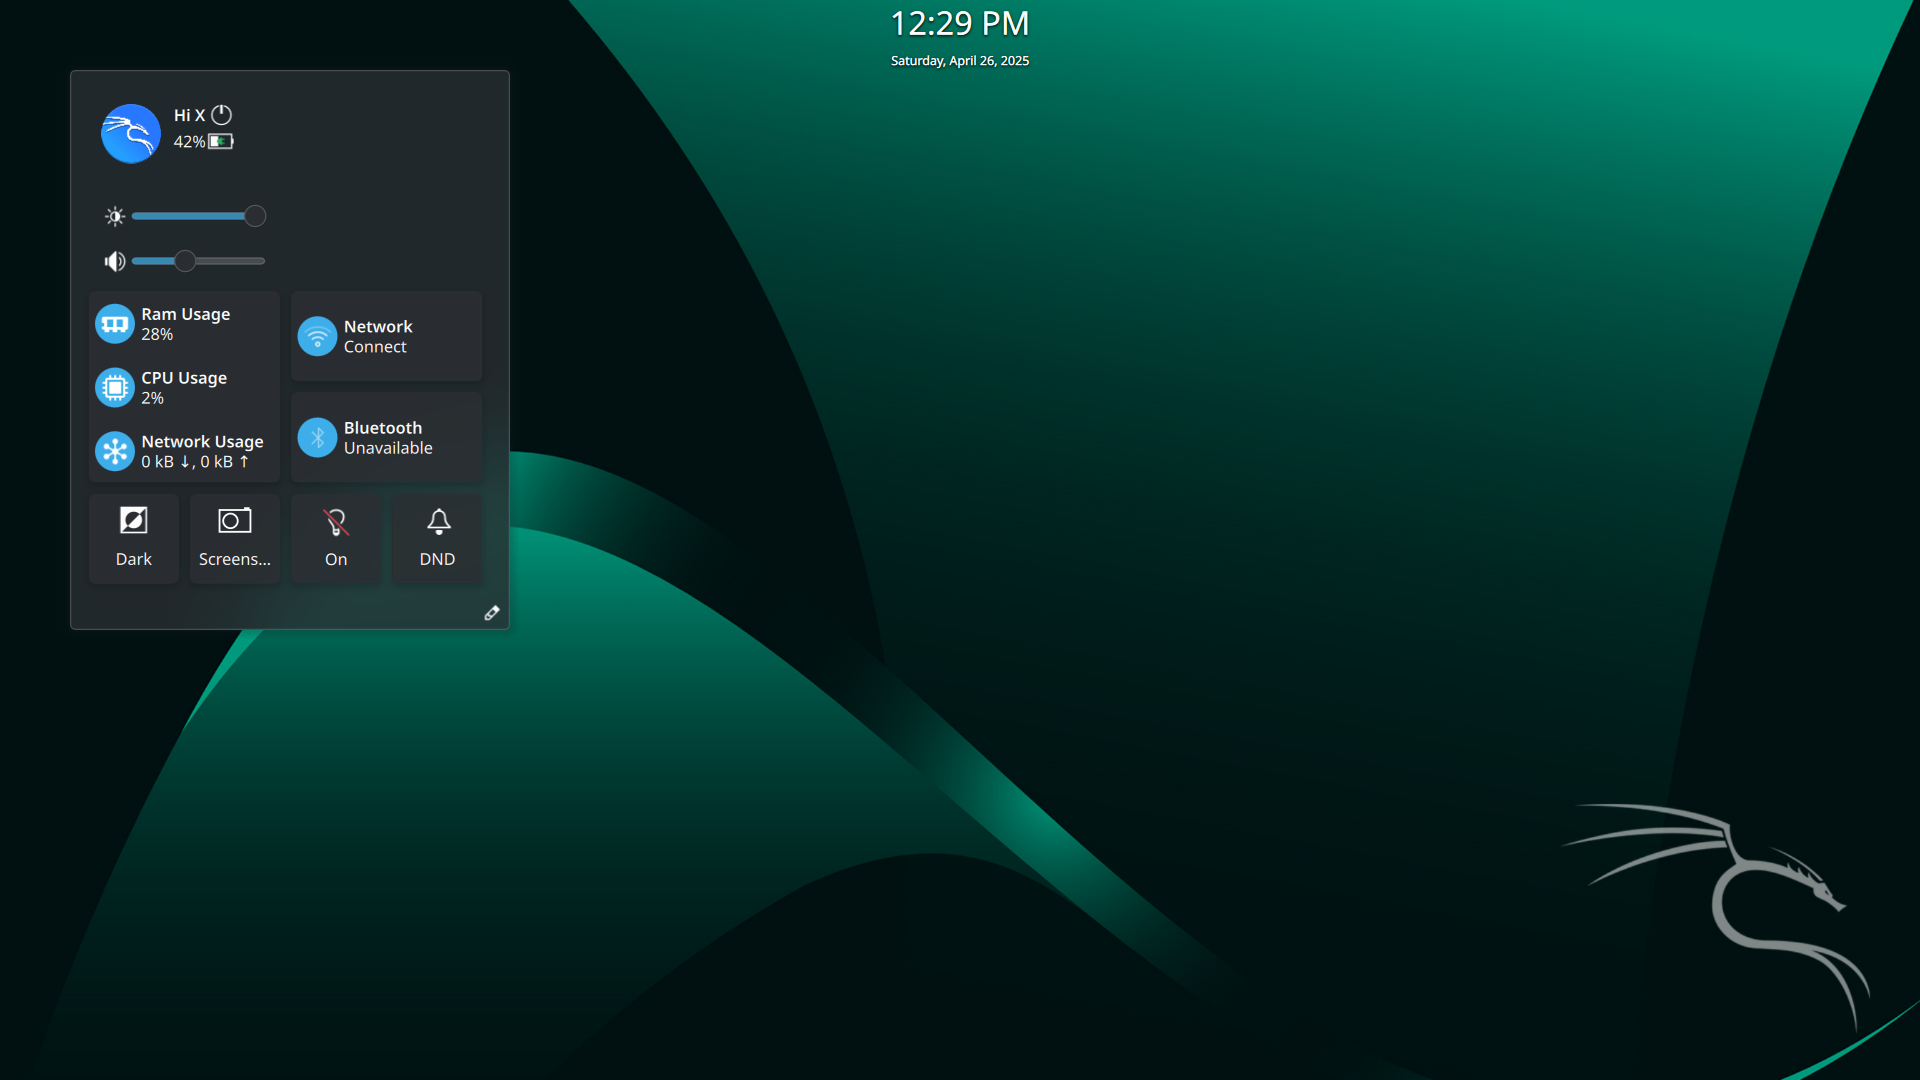 12:29 PM
Saturday, April 26, 2025
Hi X
42%
Ram Usage
28%
CPU Usage
2%
Network Usage
0 kB ↓, 0 kB ↑
Network
Connect
Bluetooth
Unavailable
Dark
Screens...
On
DND